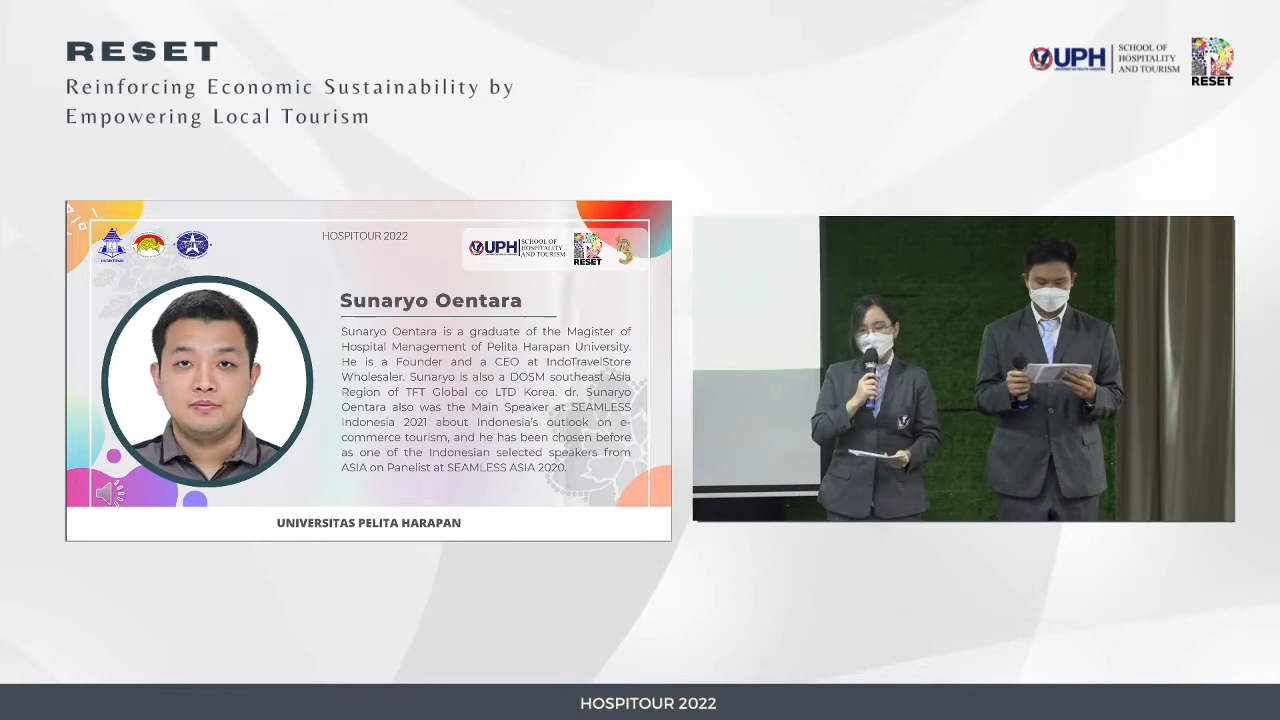 RESET
Reinforcing Economic Sustainability by
Empowering Local Tourism
UPH
SCHOOL OF
HOSPITALITY
AND TOURISM
RESET
HOSPITOUR 2022
UPH
SCHOOL OF
HOSPITALITY
AND TOURISM
RESET
Sunaryo Oentara
Sunaryo Oentara is a graduate of the Magister of
Hospital Management of Pelita Harapan University.
He is a Founder and a CEO at IndoTravelStore
Wholesaler. Sunaryo is also a DOSM southeast Asia
Region of TFT Global co LTD Korea. dr. Sunaryo
Oentara also was the Main Speaker at SEAMLESS
Indonesia 2021 about Indonesia's outlook on e-
commerce tourism, and he has been chosen before
as one of the Indonesian selected speakers from
ASIA on Panelist at SEAMLESS ASIA 2020.
UNIVERSITAS PELITA HARAPAN
HOSPITOUR 2022